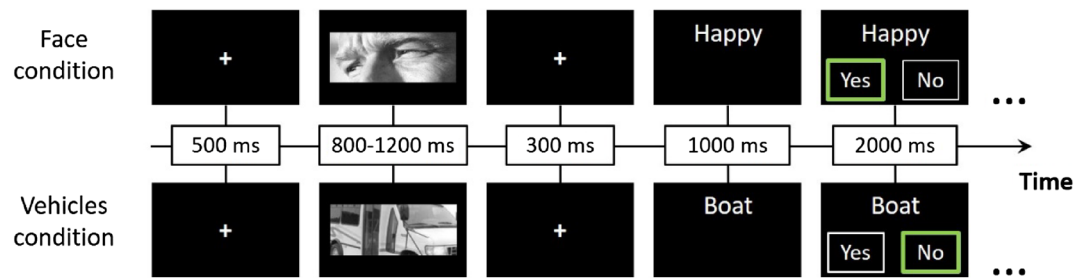 Face
condition
+
+
Happy
Happy
Yes No
...
500 ms
800-1200 ms
300 ms
1000 ms
2000 ms
Time
Vehicles
condition
+
+
Boat
Boat
Yes No
...